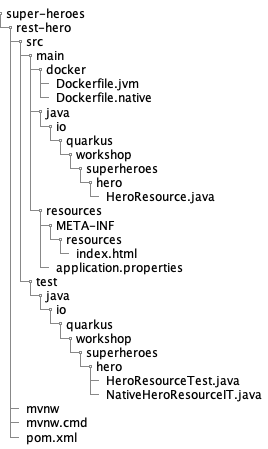 super-heroes
rest-hero
src
main
docker
Dockerfile.jvm
Dockerfile.native
java
io
quarkus
workshop
superheroes
hero
HeroResource.java
resources
META-INF
resources
index.html
application.properties
test
java
io
quarkus
workshop
superheroes
hero
HeroResourceTest.java
NativeHeroResourceIT.java
mvnw
mvnw.cmd
pom.xml